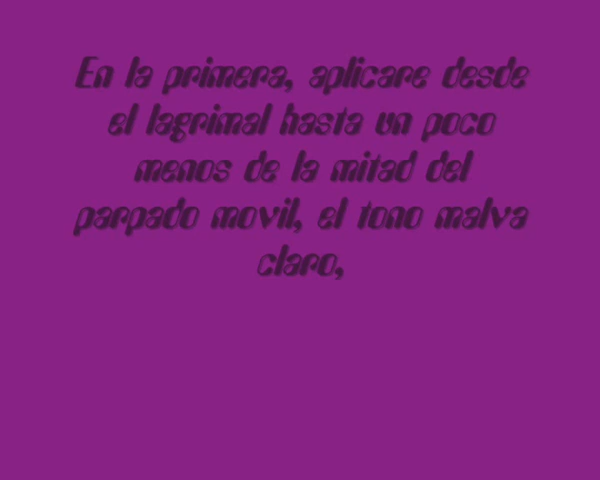 En la primera, aplicare desde
el lagrimal hasta un poco
menos de la mitad del
parpado movil, el tono malva
claro,